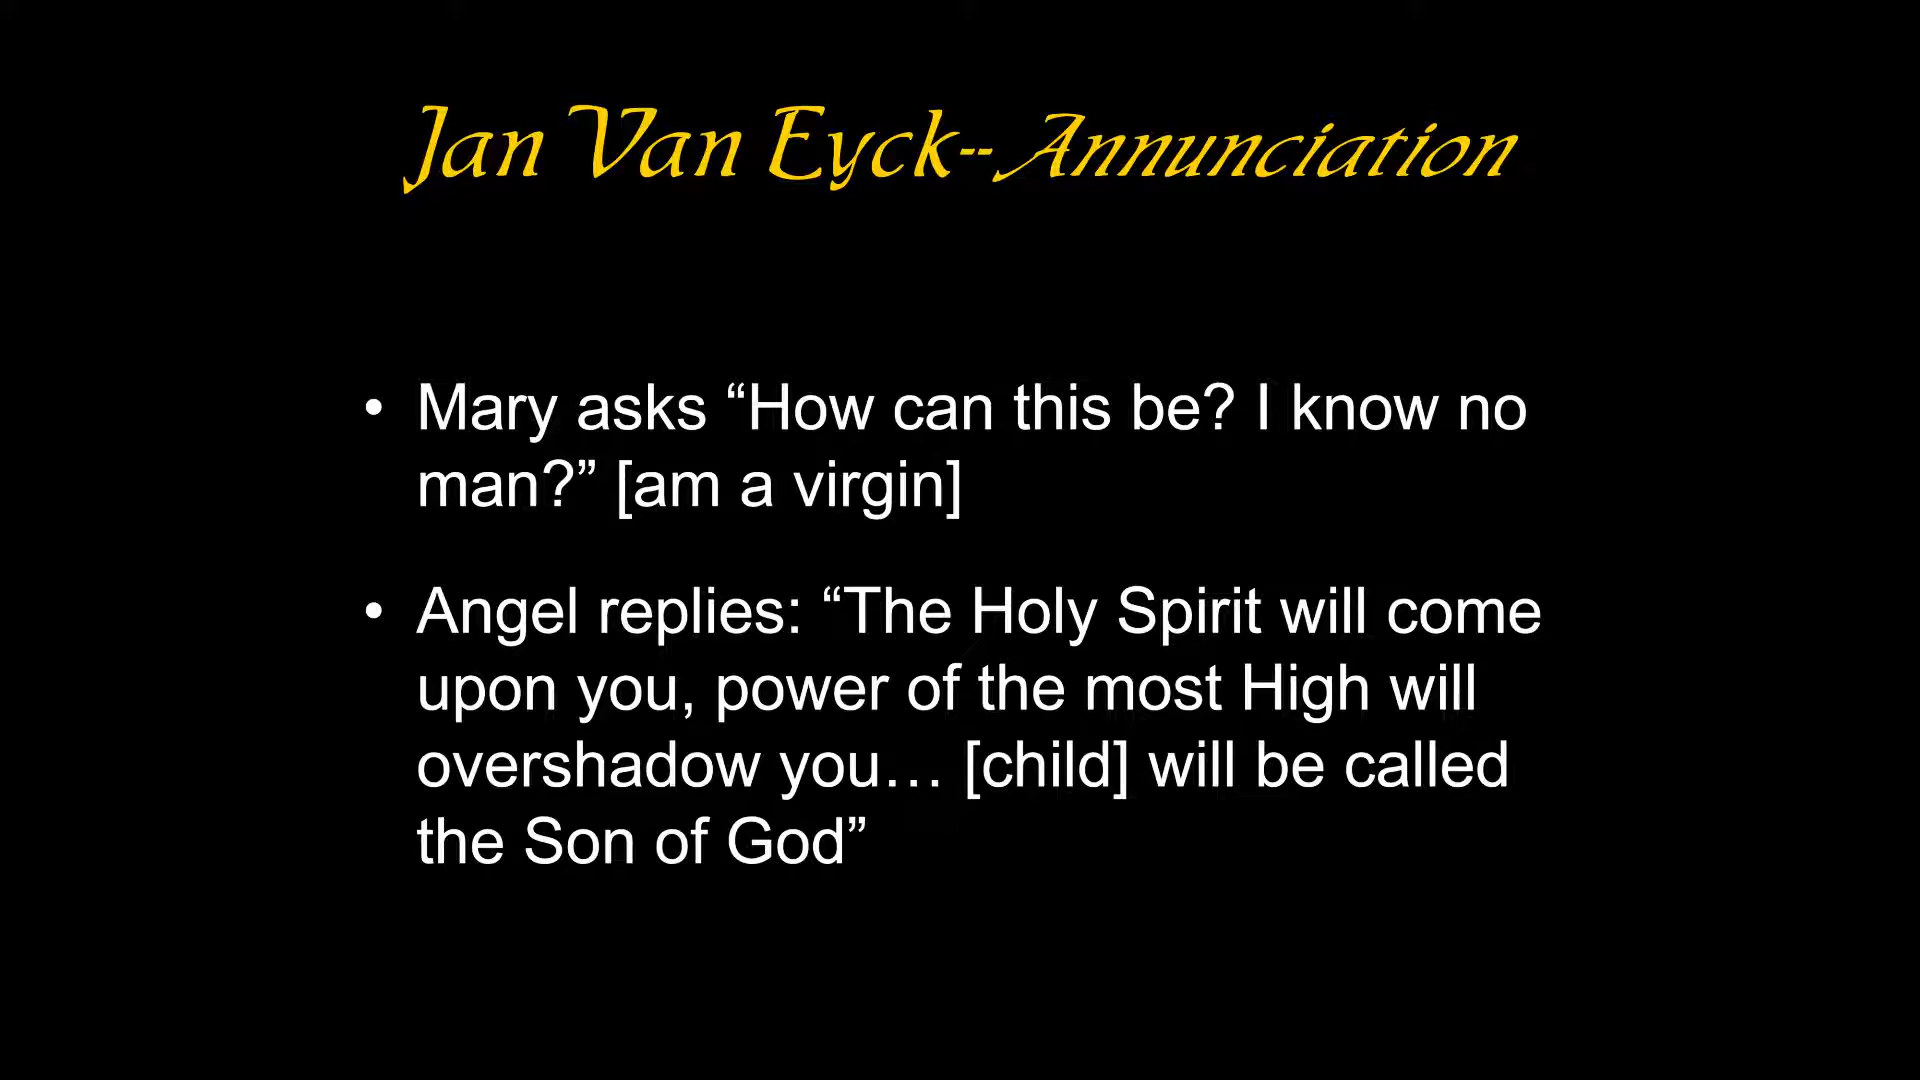 Jan Van Eyck--Annunciation
• Mary asks “How can this be? I know no
man?” [am a virgin]
• Angel replies: “The Holy Spirit will come
upon you, power of the most High will
overshadow you… [child] will be called
the Son of God”